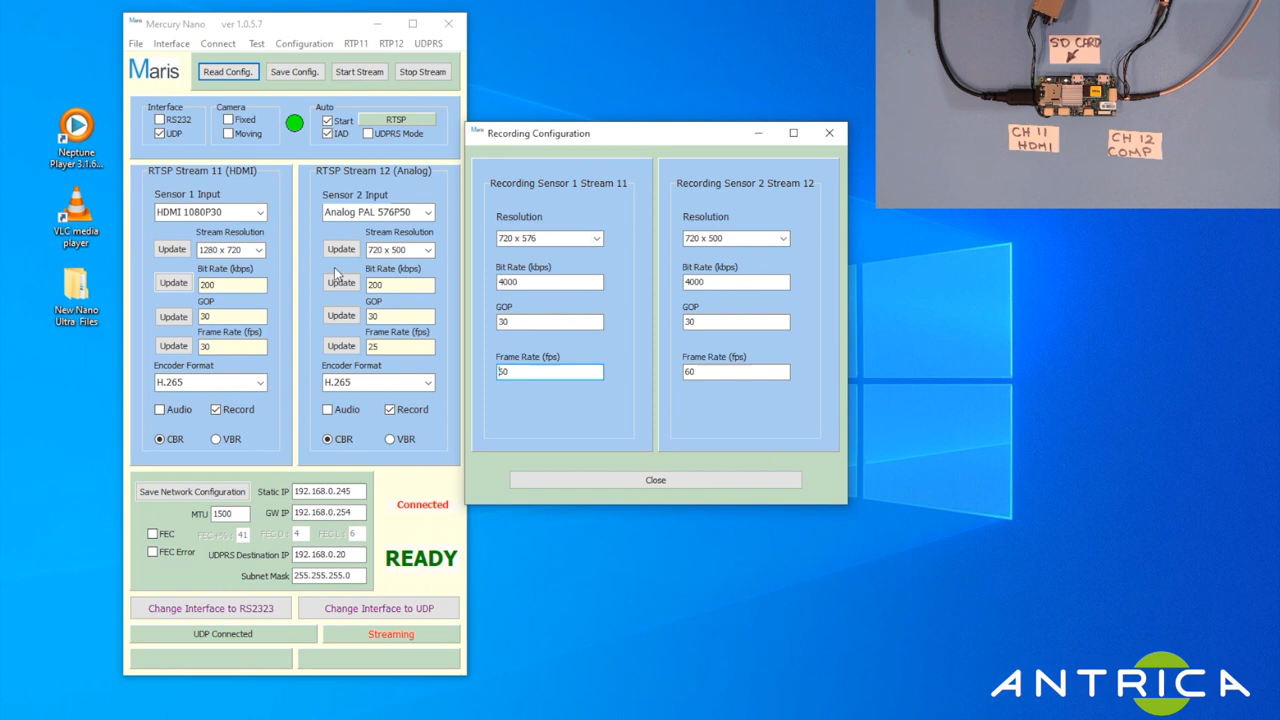 Neptune
Player 3.1.6...
VLC media
player
New Nano
Ultra Files
Maris
Mercury Nano
ver 1.0.5.7
File
Interface
Connect
Test
Configuration
RTP11
RTP12
UDPRS
Maris
Read Config.
Save Config.
Start Stream
Stop Stream
Interface
RS232
UDP
Camera
Fixed
Moving
Auto
Start
IAD
RTSP
UDPRS Mode
RTSP Stream 11 (HDMI)
Sensor 1 Input
HDMI 1080P30
Stream Resolution
Update
1280 x 720
Bit Rate (kbps)
Update
200
GOP
Update
30
Frame Rate (fps)
Update
30
Encoder Format
H.265
Audio
Record
CBR
VBR
RTSP Stream 12 (Analog)
Sensor 2 Input
Analog PAL 576P50
Stream Resolution
Update
720 x 500
Bit Rate (kbps)
Update
200
GOP
Update
30
Frame Rate (fps)
Update
25
Encoder Format
H.265
Audio
Record
CBR
VBR
Save Network Configuration
Static IP
192.168.0.245
MTU
1500
GW IP
192.168.0.254
FEC
41
4
6
FEC Error
UDPRS Destination IP
192.168.0.20
Subnet Mask
255.255.255.0
Connected
READY
Change Interface to RS2323
Change Interface to UDP
UDP Connected
Streaming
Maris
Recording Configuration
Recording Sensor 1 Stream 11
Resolution
720 x 576
Bit Rate (kbps)
4000
GOP
30
Frame Rate (fps)
Recording Sensor 2 Stream 12
Resolution
720 x 500
Bit Rate (kbps)
4000
GOP
30
Frame Rate (fps)
60
Close
SD CARD
CH 11
HDMI
CH 12
COMP
ANTRICA